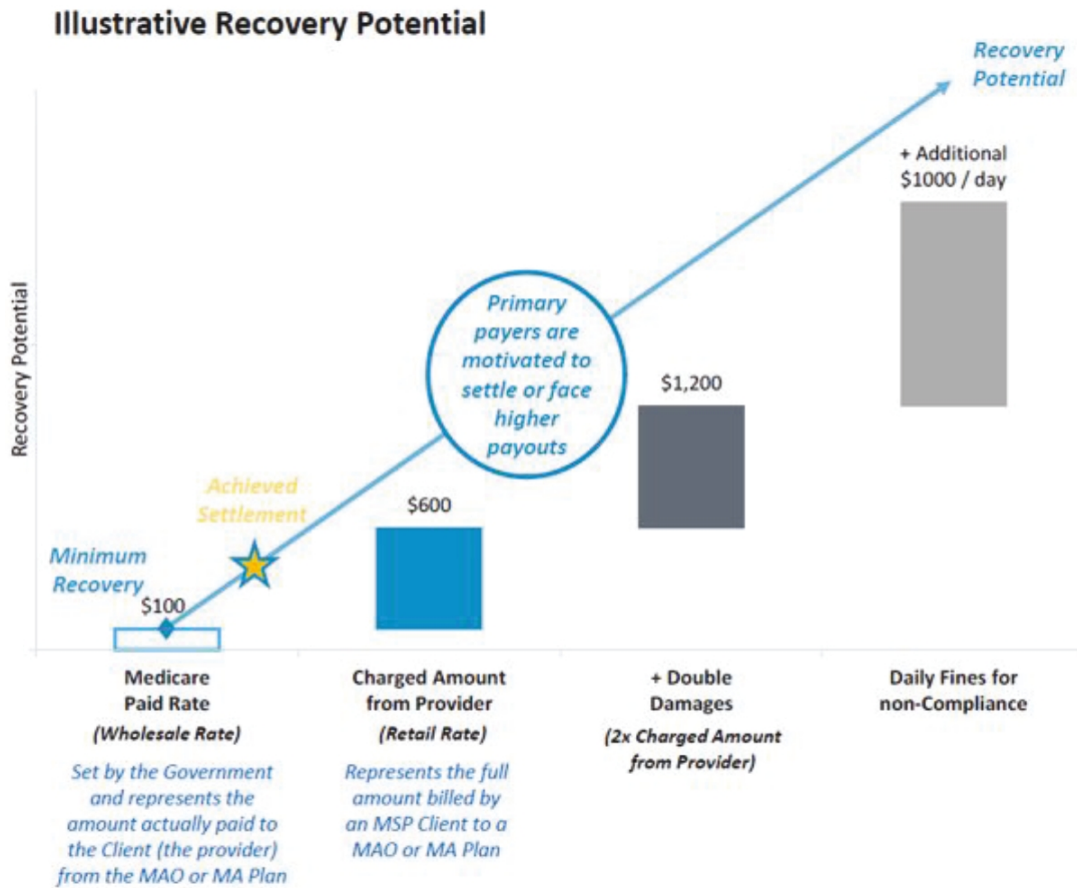 Illustrative Recovery Potential
Recovery
Potential
+ Additional
$1000 / day
Primary
payers are
motivated to
settle or face
higher
payouts
$1,200
Recovery Potential
Achieved
Settlement
$600
Minimum
Recovery
$100
Medicare
Paid Rate
(Wholesale Rate)
Set by the Government
and represents the
amount actually paid to
the Client (the provider)
from the MAO or MA Plan
Charged Amount
from Provider
(Retail Rate)
Represents the full
amount billed by
an MSP Client to a
MAO or MA Plan
+ Double
Damages
(2x Charged Amount
from Provider)
Daily Fines for
non-Compliance